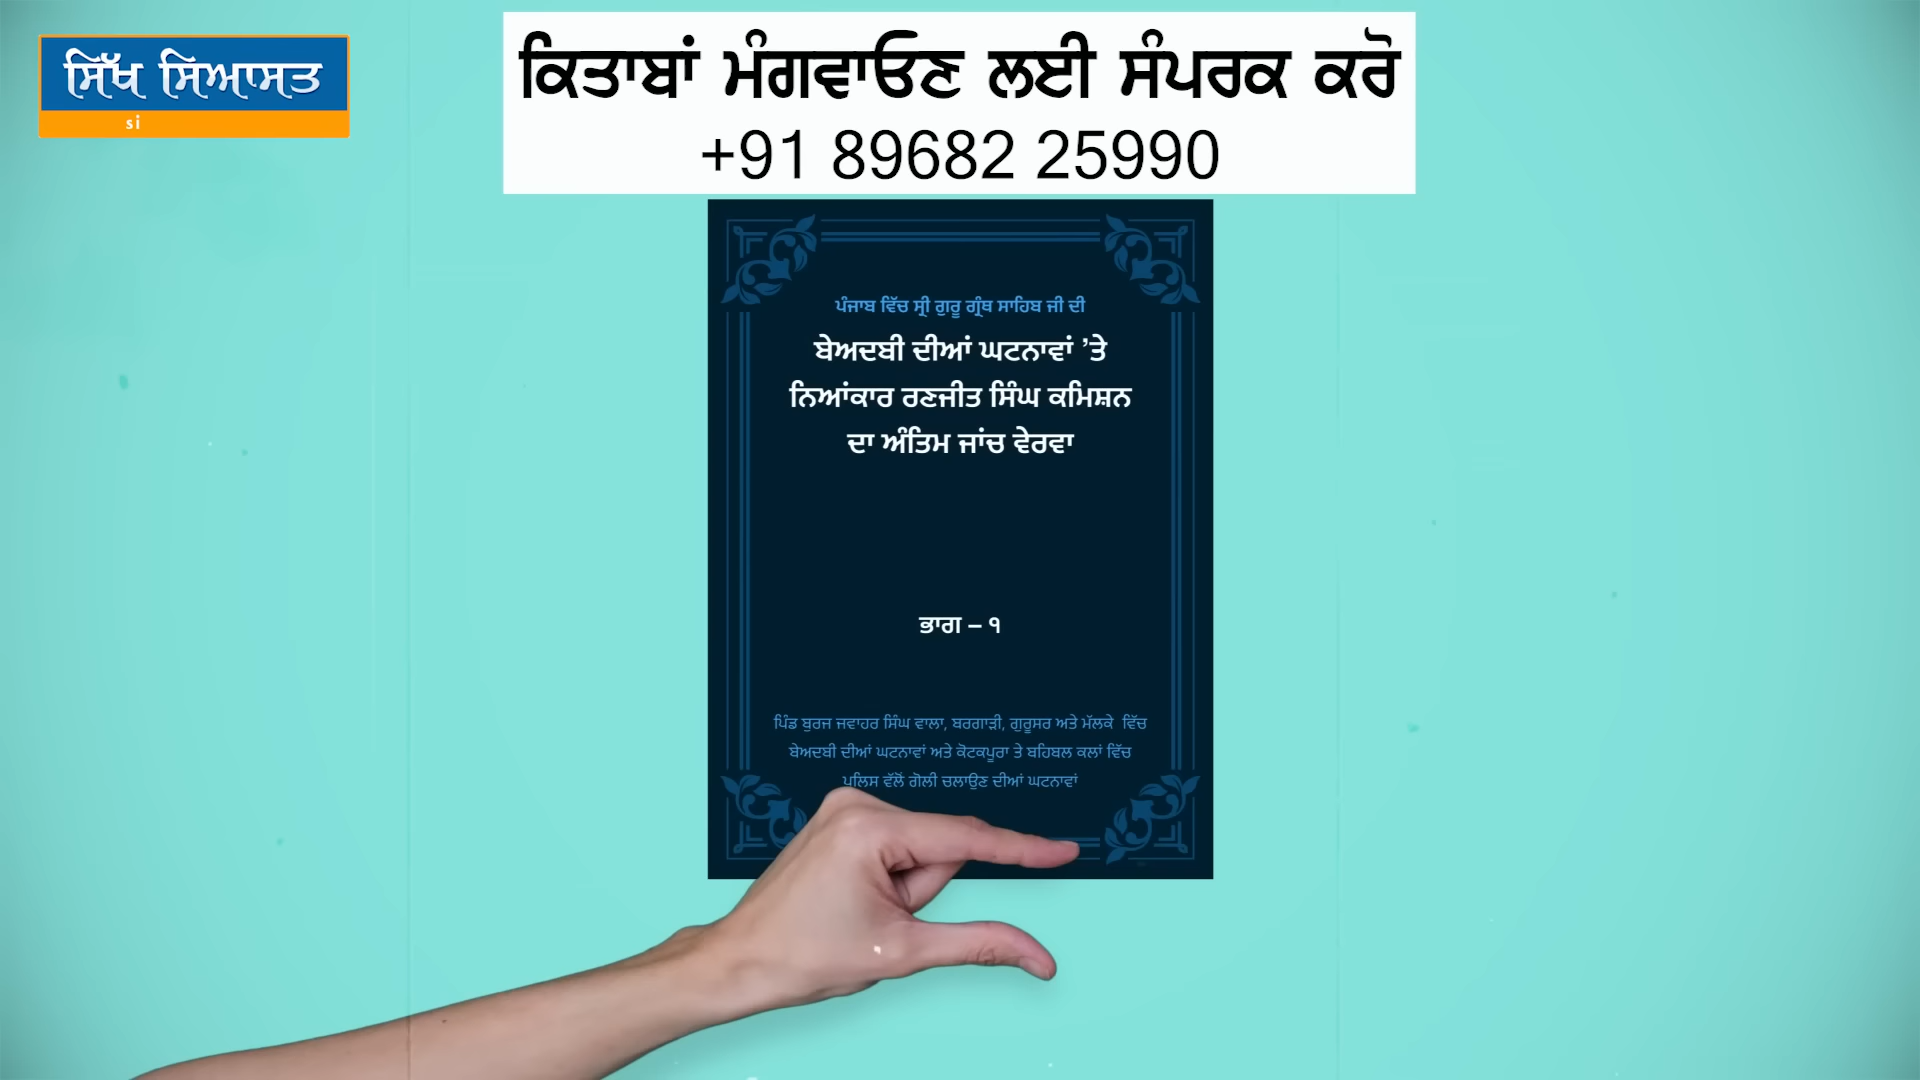 ਸਿੱਖ ਸਿਆਸਤ
si
ਕਿਤਾਬਾਂ ਮੰਗਵਾਓਣ ਲਈ ਸੰਪਰਕ ਕਰੋ
+91 89682 25990
ਪੰਜਾਬ ਵਿੱਚ ਸ੍ਰੀ ਗੁਰੂ ਗ੍ਰੰਥ ਸਾਹਿਬ ਜੀ ਦੀ
ਬੇਅਦਬੀ ਦੀਆਂ ਘਟਨਾਵਾਂ ’ਤੇ
ਨਿਆਂਕਾਰ ਰਣਜੀਤ ਸਿੰਘ ਕਮਿਸ਼ਨ
ਦਾ ਅੰਤਿਮ ਜਾਂਚ ਵੇਰਵਾ
ਭਾਗ – ੧
ਪਿੰਡ ਬੁਰਜ ਜਵਾਹਰ ਸਿੰਘ ਵਾਲਾ, ਬਰਗਾੜੀ, ਗੁਰੂਸਰ ਅਤੇ ਮੱਲਕੇ ਵਿੱਚ
ਬੇਅਦਬੀ ਦੀਆਂ ਘਟਨਾਵਾਂ ਅਤੇ ਕੋਟਕਪੂਰਾ ਤੇ ਬਹਿਬਲ ਕਲਾਂ ਵਿੱਚ
ਪੁਲਿਸ ਵੱਲੋਂ ਗੋਲੀ ਚਲਾਉਣ ਦੀਆਂ ਘਟਨਾਵਾਂ